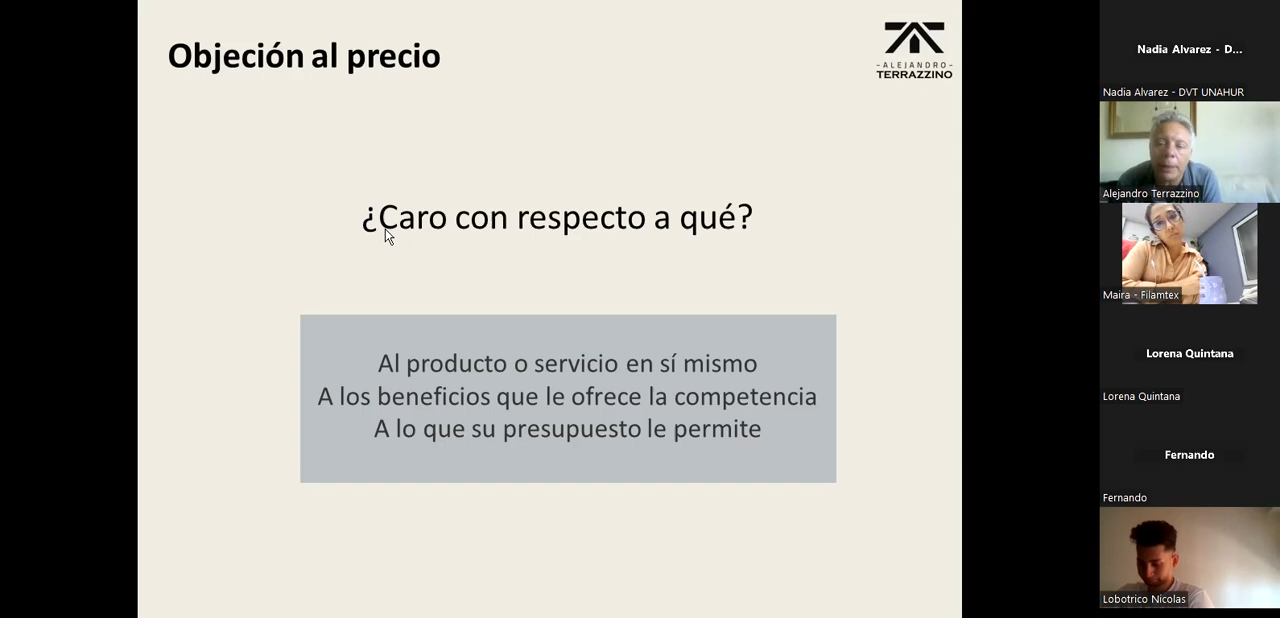 Objeción al precio
-ALEJANDRO-
TERRAZZINO
¿Caro con respecto a qué?
Al producto o servicio en sí mismo
A los beneficios que le ofrece la competencia
A lo que su presupuesto le permite
Nadia Alvarez - D...
Nadia Alvarez - DVT UNAHUR
Alejandro Terrazzino
Maira - Filamtex
Lorena Quintana
Lorena Quintana
Fernando
Fernando
Lobotrico Nicolas